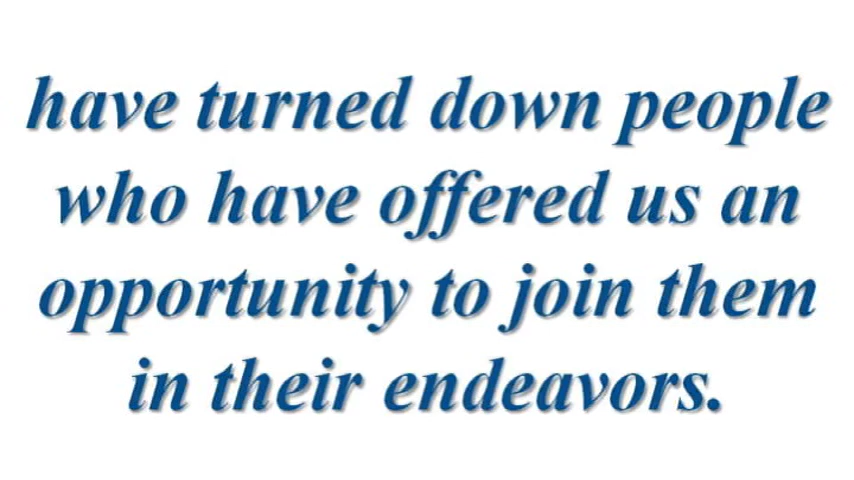 have turned down people
who have offered us an
opportunity to join them
in their endeavors.